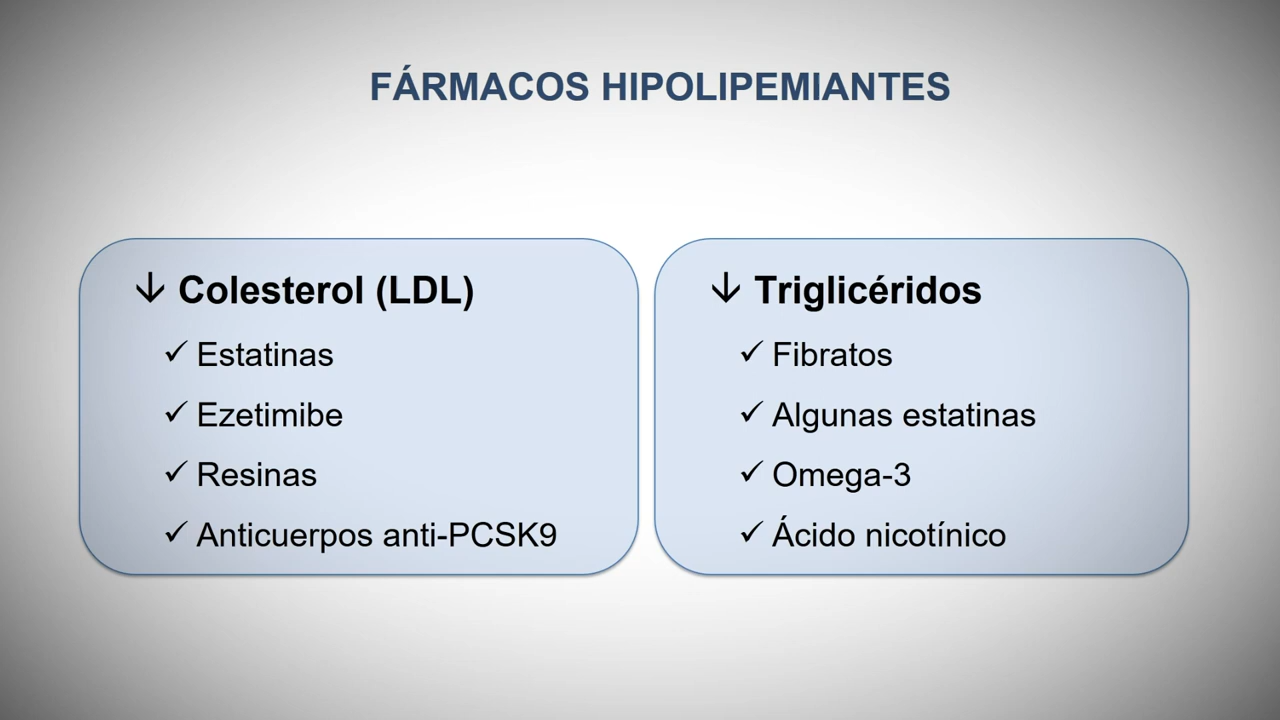 FÁRMACOS HIPOLIPEMIANTES
↓ Colesterol (LDL)
✓ Estatinas
✓ Ezetimibe
✓ Resinas
✓ Anticuerpos anti-PCSK9
↓ Triglicéridos
✓ Fibratos
✓ Algunas estatinas
✓ Omega-3
✓ Ácido nicotínico